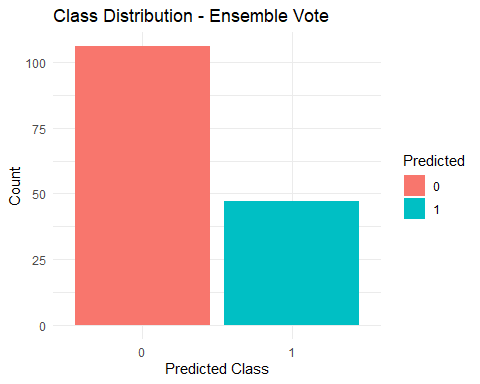 Class Distribution - Ensemble Vote
Count
100
75
50
25
0
0
1
Predicted Class
Predicted
0
1